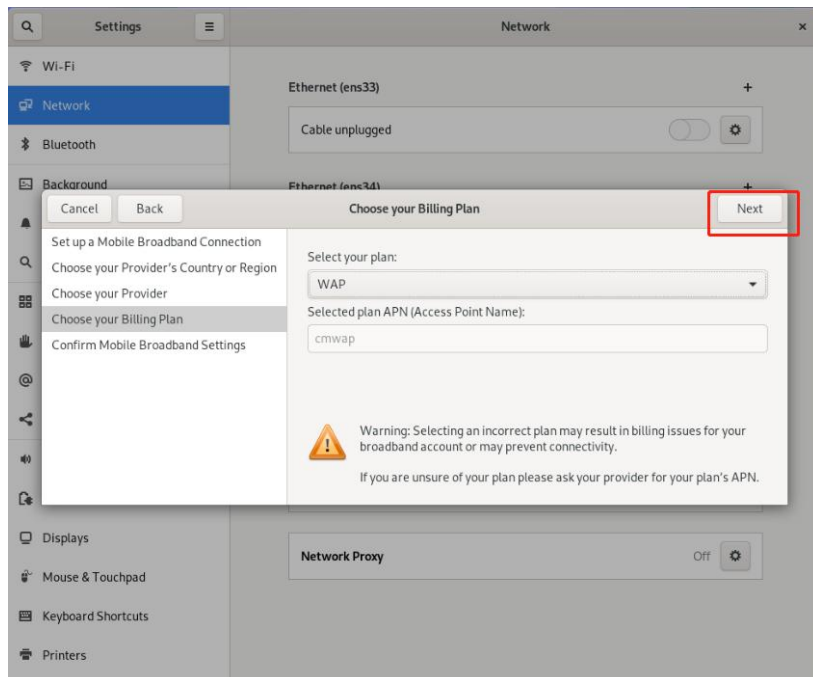 Settings
Network
Wi-Fi
Network
Bluetooth
Background
Displays
Mouse & Touchpad
Keyboard Shortcuts
Printers
Ethernet (ens33)
Cable unplugged
Ethernet (ens34)
Cancel
Back
Choose your Billing Plan
Next
Set up a Mobile Broadband Connection
Choose your Provider's Country or Region
Choose your Provider
Choose your Billing Plan
Confirm Mobile Broadband Settings
Select your plan:
WAP
Selected plan APN (Access Point Name):
cmwap
Warning: Selecting an incorrect plan may result in billing issues for your
broadband account or may prevent connectivity.
If you are unsure of your plan please ask your provider for your plan's APN.
Network Proxy
Off